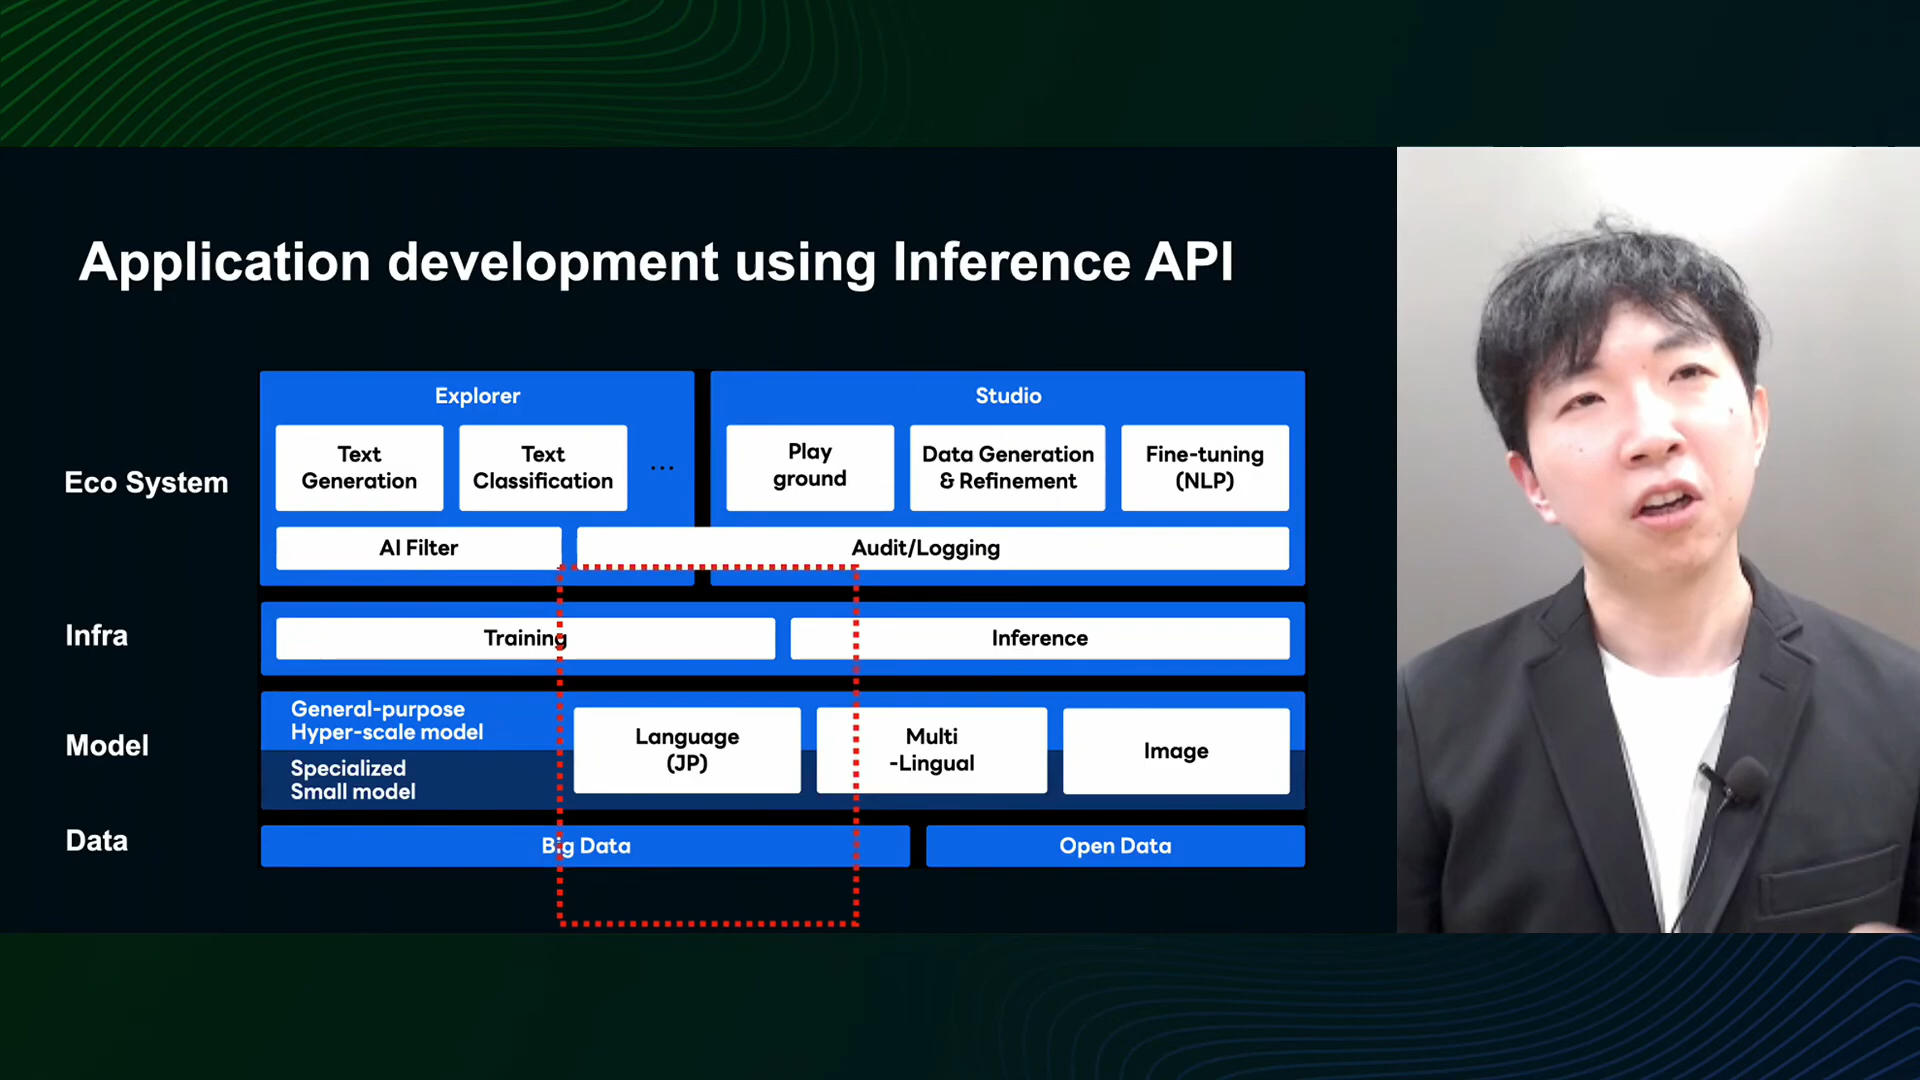 Application development using Inference API
Eco System
Explorer
Text
Generation
Text
Classification
...
AI Filter
Studio
Play
ground
Data Generation
& Refinement
Fine-tuning
(NLP)
Audit/Logging
Infra
Training
Inference
Model
General-purpose
Hyper-scale model
Specialized
Small model
Language
(JP)
Multi
-Lingual
Image
Data
Big Data
Open Data